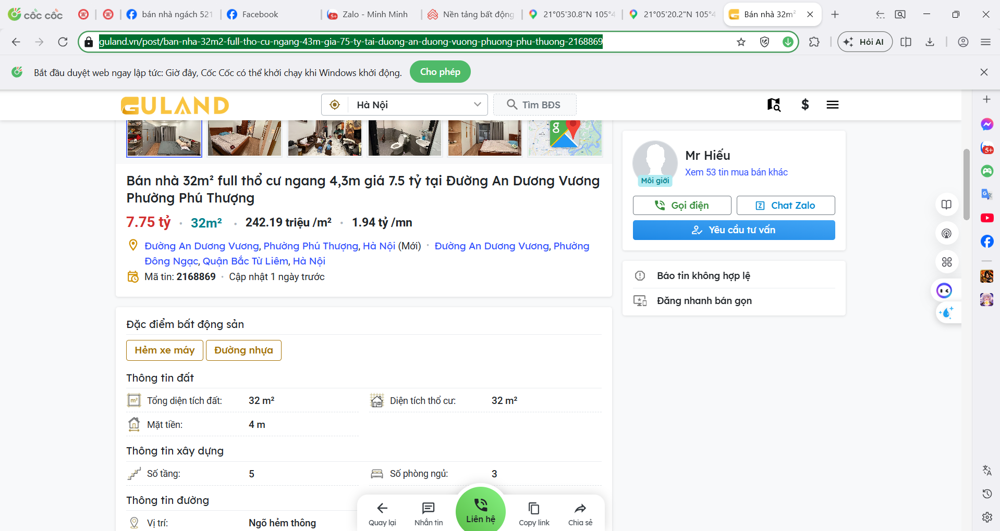 cốc cốc
bán nhà ngách 521
Facebook
Zalo - Minh Minh
Nền tảng bất động
21°05'30.8"N 105°4
21°05'20.2"N 105°4
Bán nhà 32m²
guland.vn/post/ban-nha-32m2-full-tho-cu-ngang-43m-gia-75-ty-tai-duong-an-duong-vuong-phuong-phu-thuong-2168869
Hỏi AI
Bắt đầu duyệt web ngay lập tức: Giờ đây, Cốc Cốc có thể khởi chạy khi Windows khởi động.
Cho phép
GULAND
Hà Nội
Tìm BĐS
Bán nhà 32m² full thổ cư ngang 4,3m giá 7.5 tỷ tại Đường An Dương Vương
Phường Phú Thượng
7.75 tỷ · 32m² · 242.19 triệu /m² · 1.94 tỷ /mn
Đường An Dương Vương, Phường Phú Thượng, Hà Nội (Mới) · Đường An Dương Vương, Phường
Đông Ngạc, Quận Bắc Từ Liêm, Hà Nội
Mã tin: 2168869 · Cập nhật 1 ngày trước
Mr Hiếu
Xem 53 tin mua bán khác
Môi giới
Gọi điện
Chat Zalo
Yêu cầu tư vấn
Báo tin không hợp lệ
Đăng nhanh bán gọn
Đặc điểm bất động sản
Hẻm xe máy
Đường nhựa
Thông tin đất
Tổng diện tích đất: 32 m²
Diện tích thổ cư: 32 m²
Mặt tiền: 4 m
Thông tin xây dựng
Số tầng: 5
Số phòng ngủ: 3
Thông tin đường
Vị trí: Ngõ hẻm thông
Quay lại
Nhắn tin
Liên hệ
Copy link
Chia sẻ
5+